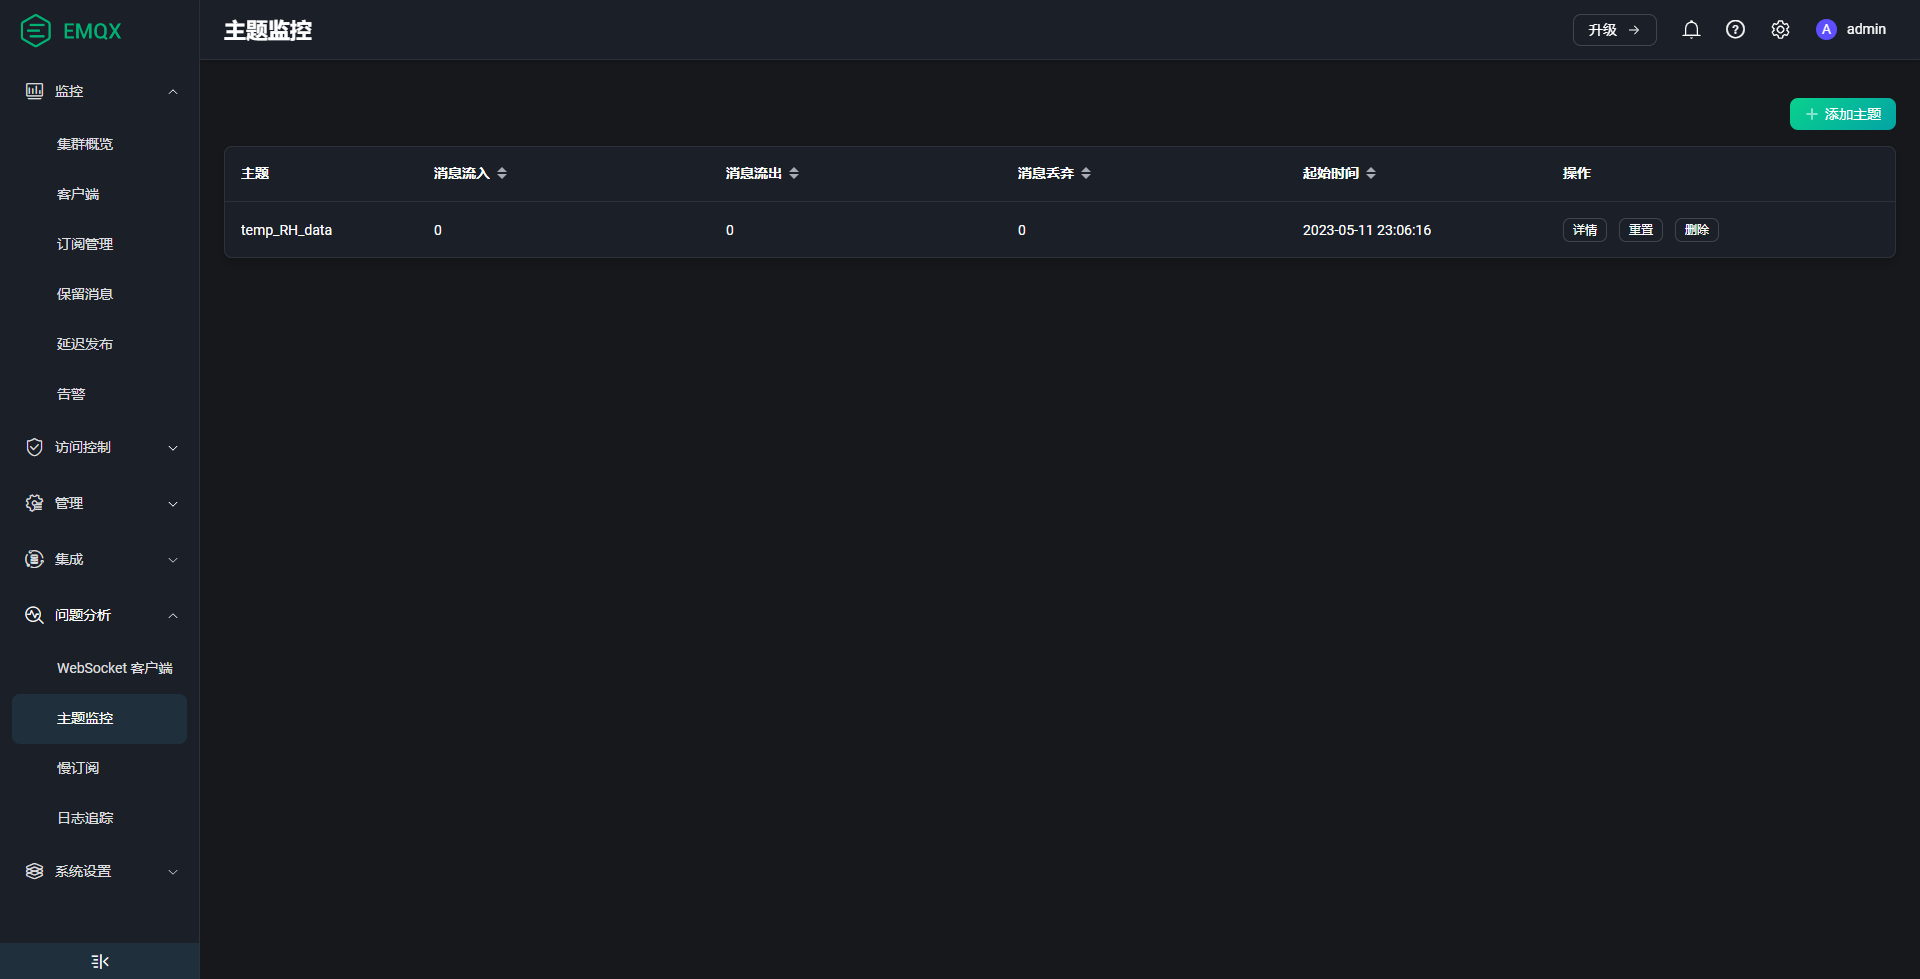 EMQX
监控
集群概览
客户端
订阅管理
保留消息
延迟发布
告警
访问控制
管理
集成
问题分析
WebSocket 客户端
主题监控
慢订阅
日志追踪
系统设置
主题监控
升级
A admin
添加主题
主题 消息流入 消息流出 消息丢弃 起始时间 操作
temp_RH_data 0 0 0 2023-05-11 23:06:16 详情 重置 删除